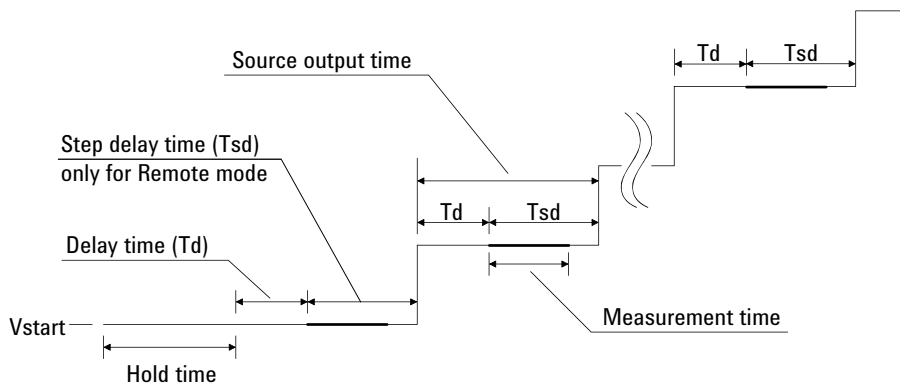 Td
Tsd
Source output time
Step delay time (Tsd)
only for Remote mode
Td
Tsd
Delay time (Td)
Vstart
Measurement time
Hold time